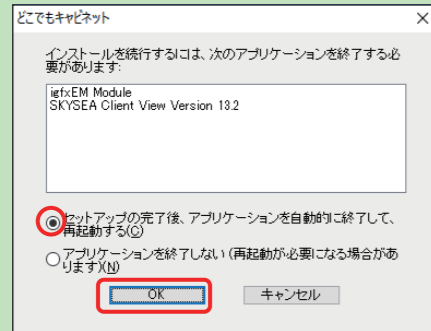 どこでもキャビネット
インストールを続行するには、次のアプリケーションを終了する必
要があります:
igfxEM Module
SKYSEA Client View Version 13.2
セットアップの完了後、アプリケーションを自動的に終了して、
再起動する(C)
アプリケーションを終了しない (再起動が必要になる場合があ
ります)(N)
OK
キャンセル